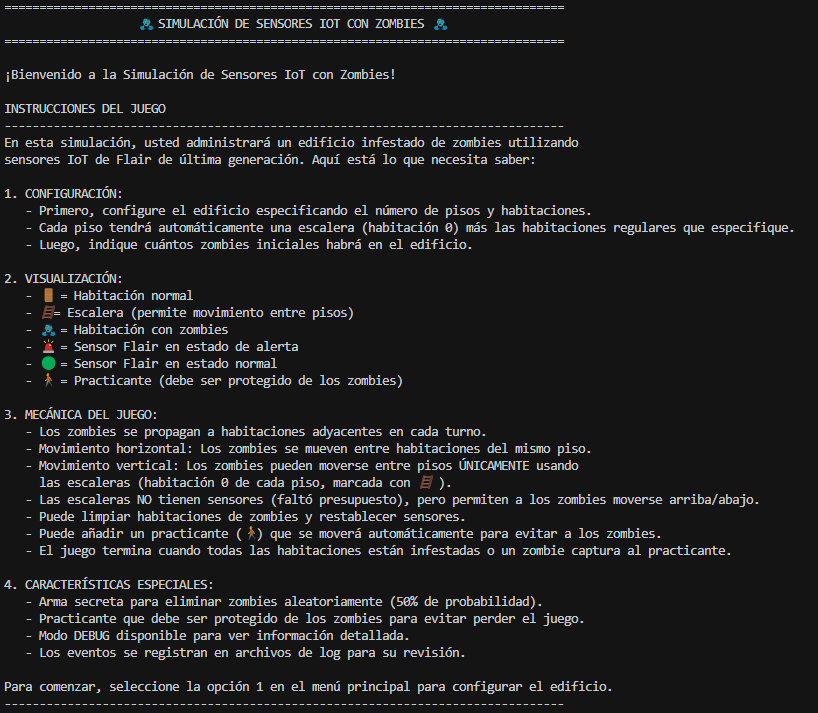 ================================================================================
🧟 SIMULACIÓN DE SENSORES IOT CON ZOMBIES 🧟
================================================================================
¡Bienvenido a la Simulación de Sensores IoT con Zombies!
INSTRUCCIONES DEL JUEGO
--------------------------------------------------------------------------------
En esta simulación, usted administrará un edificio infestado de zombies utilizando
sensores IoT de Flair de última generación. Aquí está lo que necesita saber:
1. CONFIGURACIÓN:
- Primero, configure el edificio especificando el número de pisos y habitaciones.
- Cada piso tendrá automáticamente una escalera (habitación 0) más las habitaciones regulares que especifique.
- Luego, indique cuántos zombies iniciales habrá en el edificio.
2. VISUALIZACIÓN:
- 🚪 = Habitación normal
- 🪜= Escalera (permite movimiento entre pisos)
- 🧟 = Habitación con zombies
- 🚨 = Sensor Flair en estado de alerta
- 🟢 = Sensor Flair en estado normal
- 🚶 = Practicante (debe ser protegido de los zombies)
3. MECÁNICA DEL JUEGO:
- Los zombies se propagan a habitaciones adyacentes en cada turno.
- Movimiento horizontal: Los zombies se mueven entre habitaciones del mismo piso.
- Movimiento vertical: Los zombies pueden moverse entre pisos ÚNICAMENTE usando
las escaleras (habitación 0 de cada piso, marcada con 🪜 ).
- Las escaleras NO tienen sensores (faltó presupuesto), pero permiten a los zombies moverse arriba/abajo.
- Puede limpiar habitaciones de zombies y restablecer sensores.
- Puede añadir un practicante (🚶) que se moverá automáticamente para evitar a los zombies.
- El juego termina cuando todas las habitaciones están infestadas o un zombie captura al practicante.
4. CARACTERÍSTICAS ESPECIALES:
- Arma secreta para eliminar zombies aleatoriamente (50% de probabilidad).
- Practicante que debe ser protegido de los zombies para evitar perder el juego.
- Modo DEBUG disponible para ver información detallada.
- Los eventos se registran en archivos de log para su revisión.
Para comenzar, seleccione la opción 1 en el menú principal para configurar el edificio.
--------------------------------------------------------------------------------